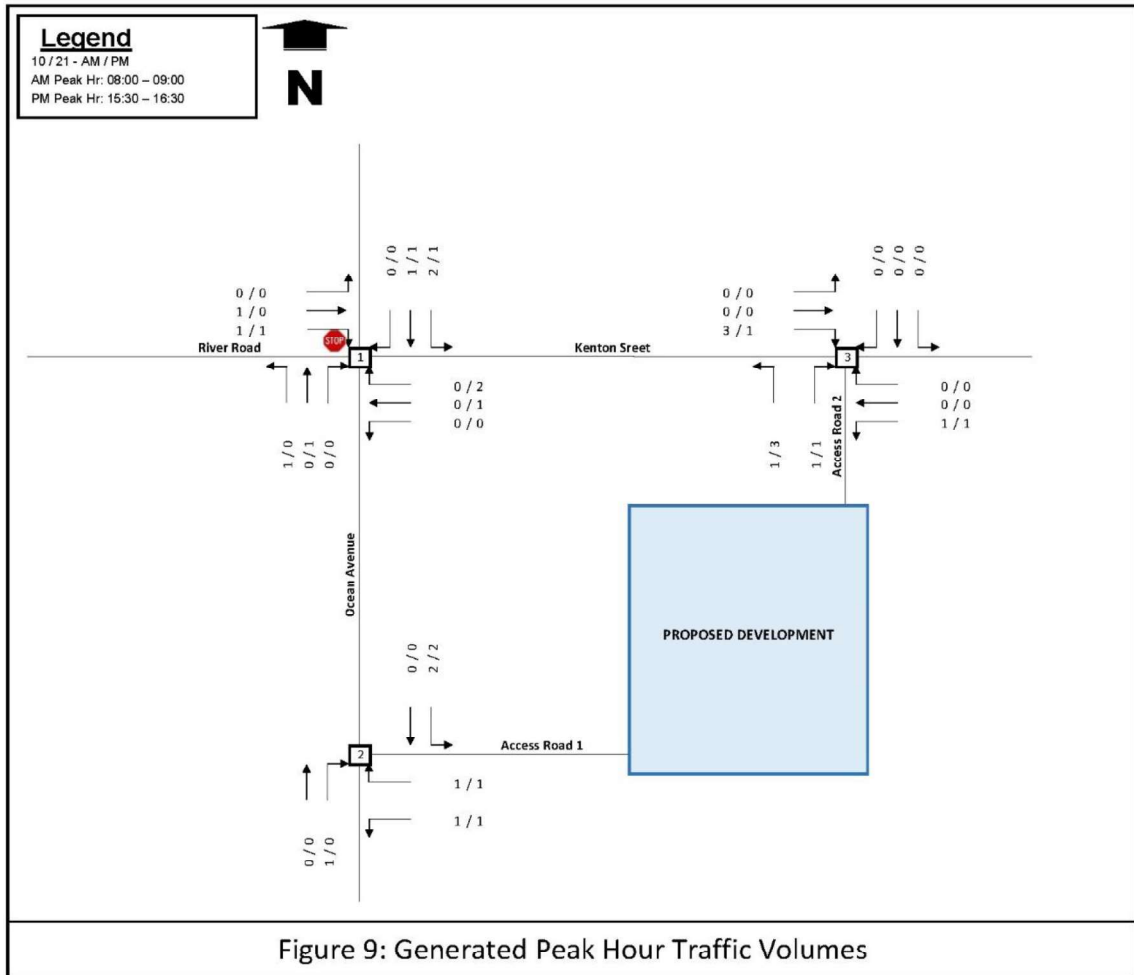 Legend
10 / 21 - AM / PM
AM Peak Hr: 08:00 – 09:00
PM Peak Hr: 15:30 – 16:30
N
0 / 0
1 / 1
2 / 1
0 / 0
1 / 0
1 / 1
STOP
River Road
1
0 / 2
0 / 1
0 / 0
1 / 0
0 / 1
0 / 0
Kenton Sreet
0 / 0
0 / 0
0 / 0
0 / 0
0 / 0
3 / 1
3
0 / 0
0 / 0
1 / 1
1 / 3
1 / 1
Access Road 2
Ocean Avenue
PROPOSED DEVELOPMENT
0 / 0
2 / 2
2
Access Road 1
1 / 1
1 / 1
0 / 0
1 / 0
Figure 9: Generated Peak Hour Traffic Volumes